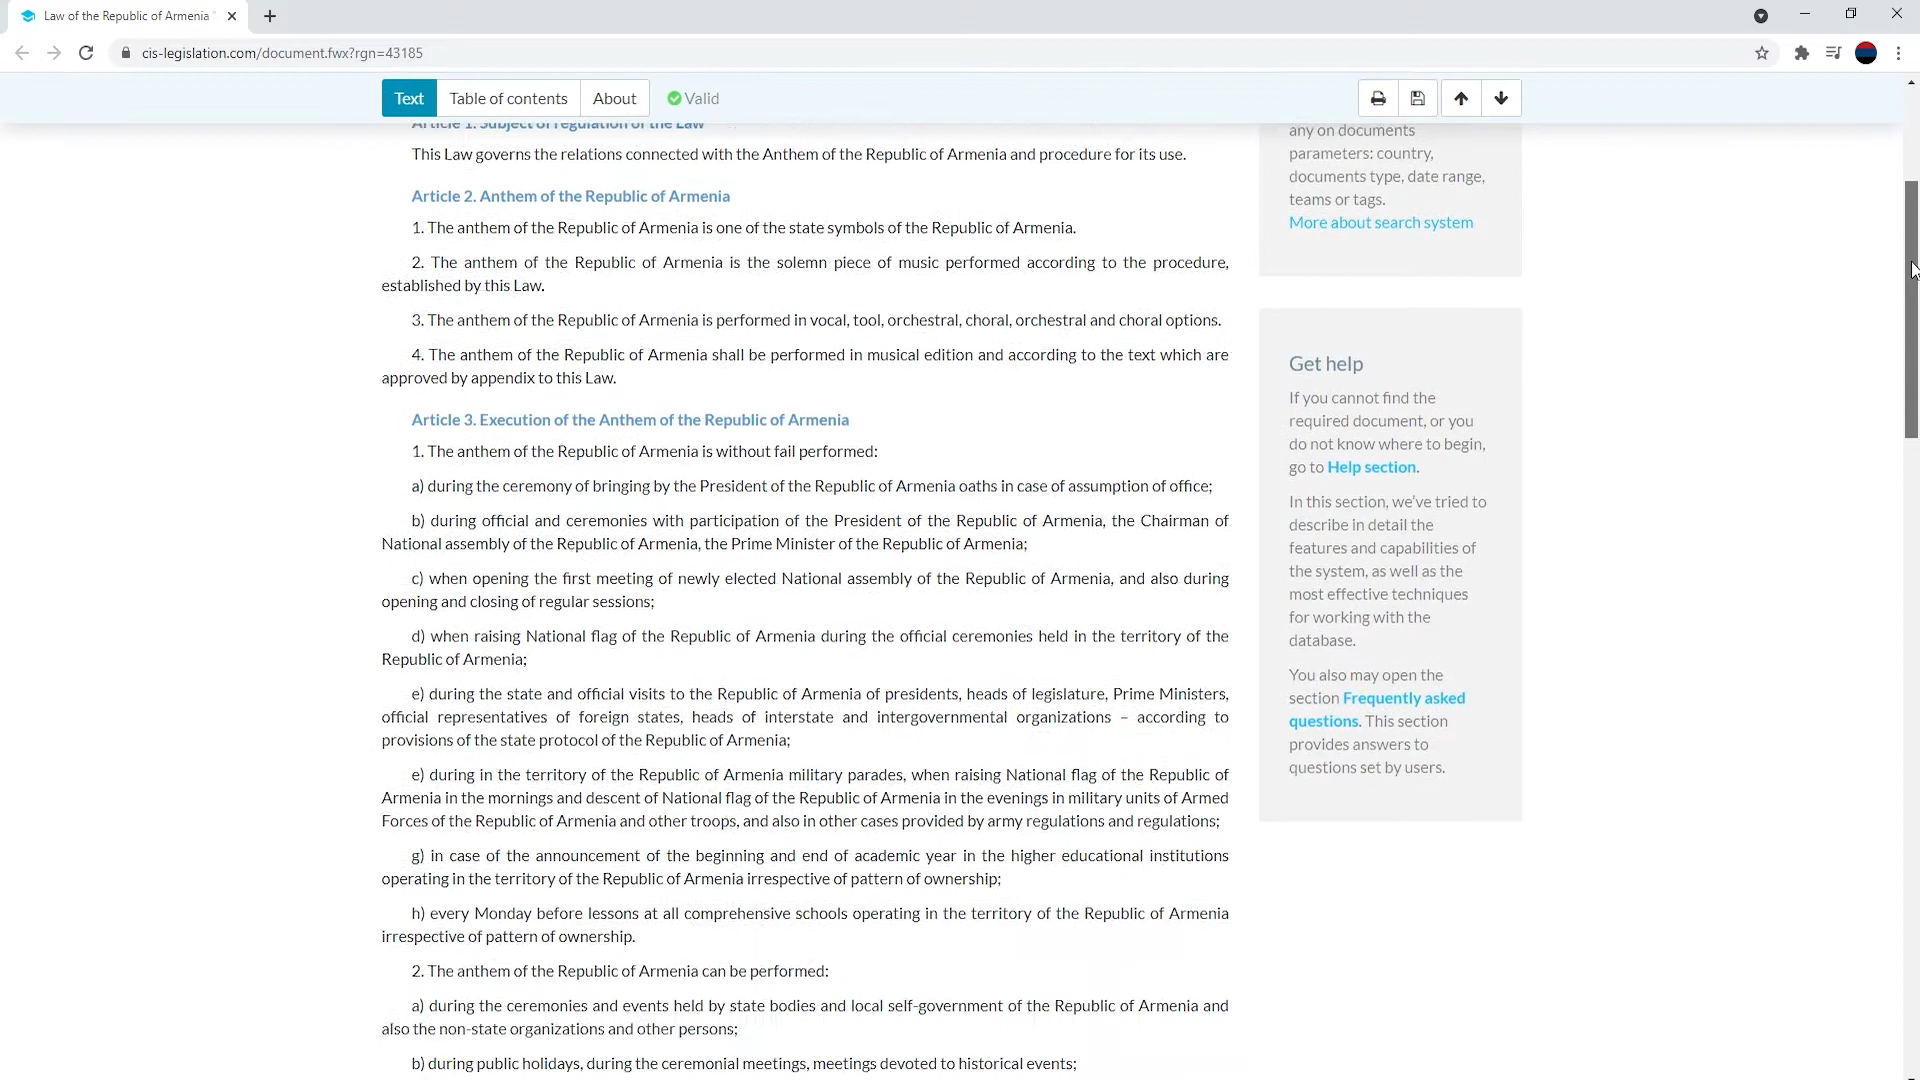 Law of the Republic of Armenia "
cis-legislation.com/document.fwx?rgn=43185
Text
Table of contents
About
Valid
Article 1. Subject of regulation of the Law
This Law governs the relations connected with the Anthem of the Republic of Armenia and procedure for its use.
Article 2. Anthem of the Republic of Armenia
1. The anthem of the Republic of Armenia is one of the state symbols of the Republic of Armenia.
2. The anthem of the Republic of Armenia is the solemn piece of music performed according to the procedure,
established by this Law.
3. The anthem of the Republic of Armenia is performed in vocal, tool, orchestral, choral, orchestral and choral options.
4. The anthem of the Republic of Armenia shall be performed in musical edition and according to the text which are
approved by appendix to this Law.
Article 3. Execution of the Anthem of the Republic of Armenia
1. The anthem of the Republic of Armenia is without fail performed:
a) during the ceremony of bringing by the President of the Republic of Armenia oaths in case of assumption of office;
b) during official and ceremonies with participation of the President of the Republic of Armenia, the Chairman of
National assembly of the Republic of Armenia, the Prime Minister of the Republic of Armenia;
c) when opening the first meeting of newly elected National assembly of the Republic of Armenia, and also during
opening and closing of regular sessions;
d) when raising National flag of the Republic of Armenia during the official ceremonies held in the territory of the
Republic of Armenia;
e) during the state and official visits to the Republic of Armenia of presidents, heads of legislature, Prime Ministers,
official representatives of foreign states, heads of interstate and intergovernmental organizations – according to
provisions of the state protocol of the Republic of Armenia;
e) during in the territory of the Republic of Armenia military parades, when raising National flag of the Republic of
Armenia in the mornings and descent of National flag of the Republic of Armenia in the evenings in military units of Armed
Forces of the Republic of Armenia and other troops, and also in other cases provided by army regulations and regulations;
g) in case of the announcement of the beginning and end of academic year in the higher educational institutions
operating in the territory of the Republic of Armenia irrespective of pattern of ownership;
h) every Monday before lessons at all comprehensive schools operating in the territory of the Republic of Armenia
irrespective of pattern of ownership.
2. The anthem of the Republic of Armenia can be performed:
a) during the ceremonies and events held by state bodies and local self-government of the Republic of Armenia and
also the non-state organizations and other persons;
b) during public holidays, during the ceremonial meetings, meetings devoted to historical events;
any on documents
parameters: country,
documents type, date range,
teams or tags.
More about search system
Get help
If you cannot find the
required document, or you
do not know where to begin,
go to Help section.
In this section, we've tried to
describe in detail the
features and capabilities of
the system, as well as the
most effective techniques
for working with the
database.
You also may open the
section Frequently asked
questions. This section
provides answers to
questions set by users.